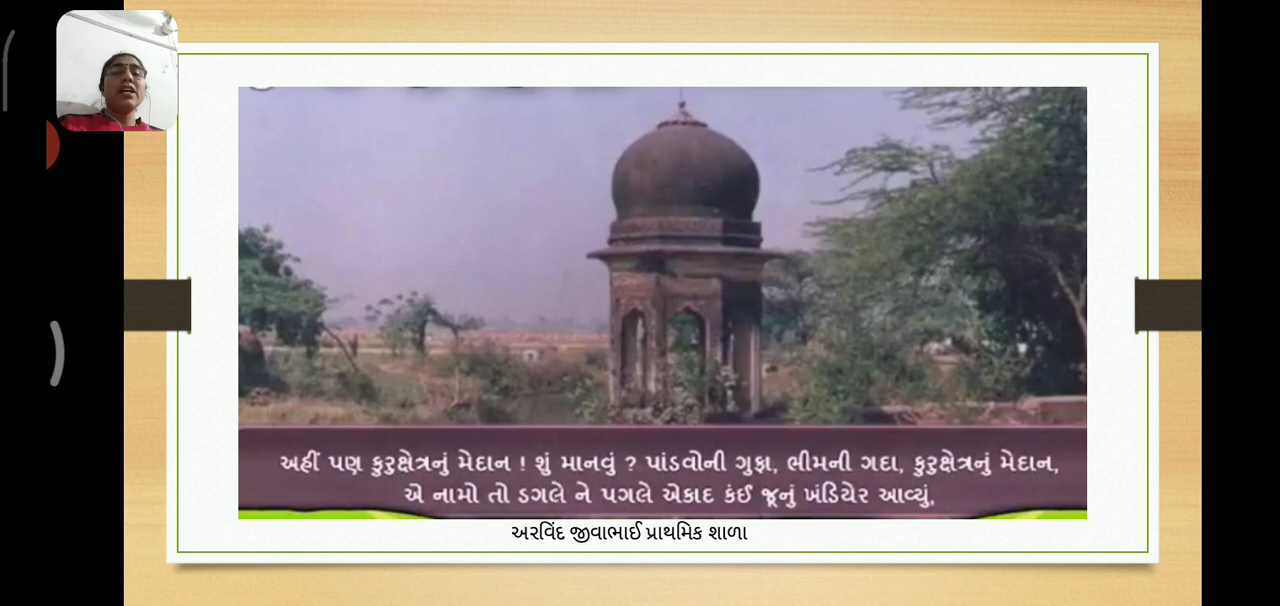 અહીં પણ કુરુક્ષેત્રનું મેદાન ! શું માનવું ? પાંડવોની ગુફા, ભીમની ગદા, કુરુક્ષેત્રનું મેદાન,
એ નામો તો ડગલે ને પગલે એકાદ કંઈ જૂનું ખંડિયેર આવ્યું,
અરવિંદ જીવાભાઈ પ્રાથમિક શાળા